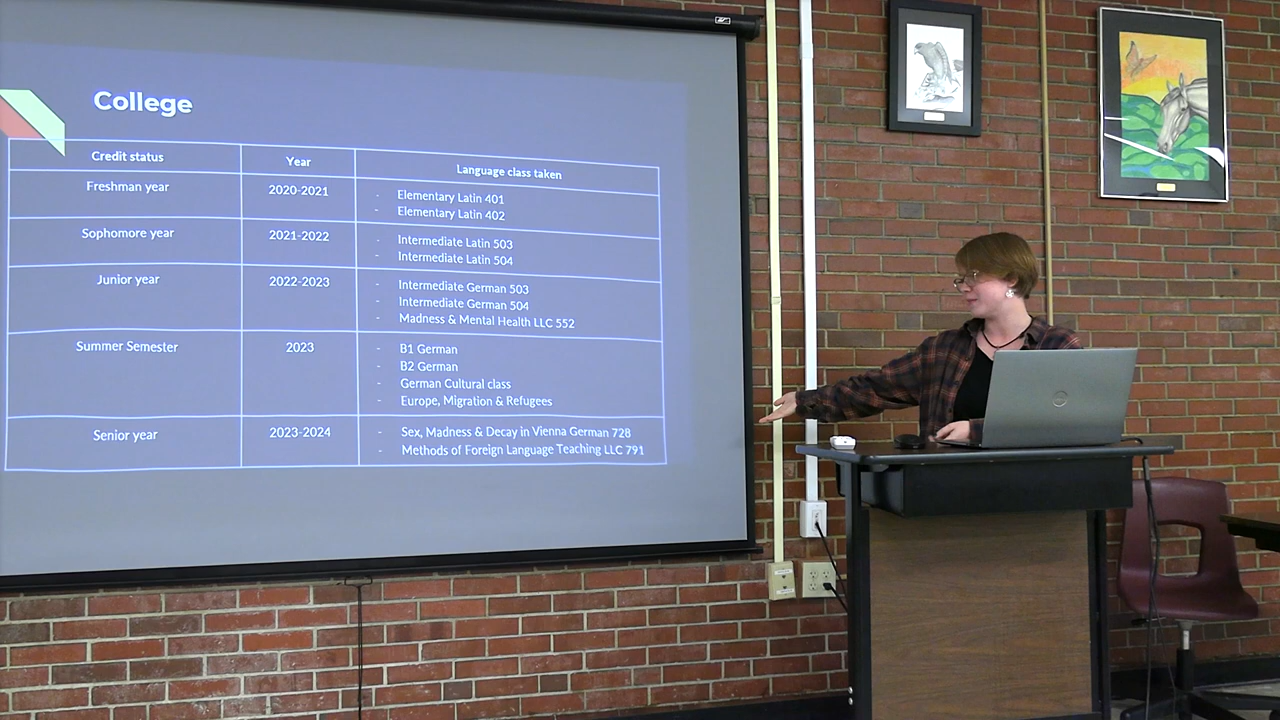 College
Credit status Year Language class taken
Freshman year 2020-2021 - Elementary Latin 401
- Elementary Latin 402
Sophomore year 2021-2022 - Intermediate Latin 503
- Intermediate Latin 504
Junior year 2022-2023 - Intermediate German 503
- Intermediate German 504
- Madness & Mental Health LLC 552
Summer Semester 2023 - B1 German
- B2 German
- German Cultural class
- Europe, Migration & Refugees
Senior year 2023-2024 - Sex, Madness & Decay in Vienna German 728
- Methods of Foreign Language Teaching LLC 791